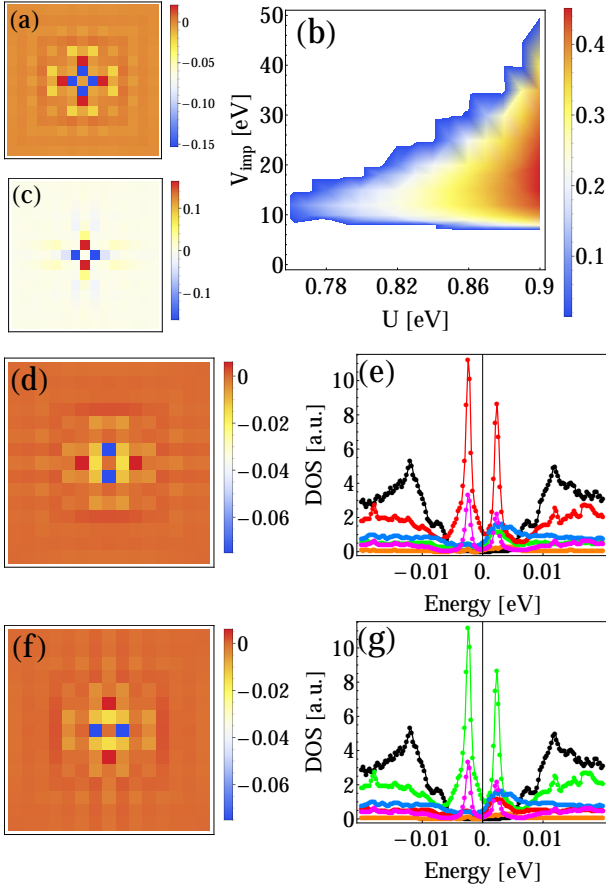 (a)
0
−0.05
−0.10
−0.15
(b)
V_imp [eV]
50
40
30
20
10
0
0.78 0.82 0.86 0.9
U [eV]
0.4
0.3
0.2
0.1
(c)
0.1
0
−0.1
(d)
0
−0.02
−0.04
−0.06
(e)
DOS [a.u.]
10
8
6
4
2
0
−0.01 0. 0.01
Energy [eV]
(f)
0
−0.02
−0.04
−0.06
(g)
DOS [a.u.]
10
8
6
4
2
0
−0.01 0. 0.01
Energy [eV]